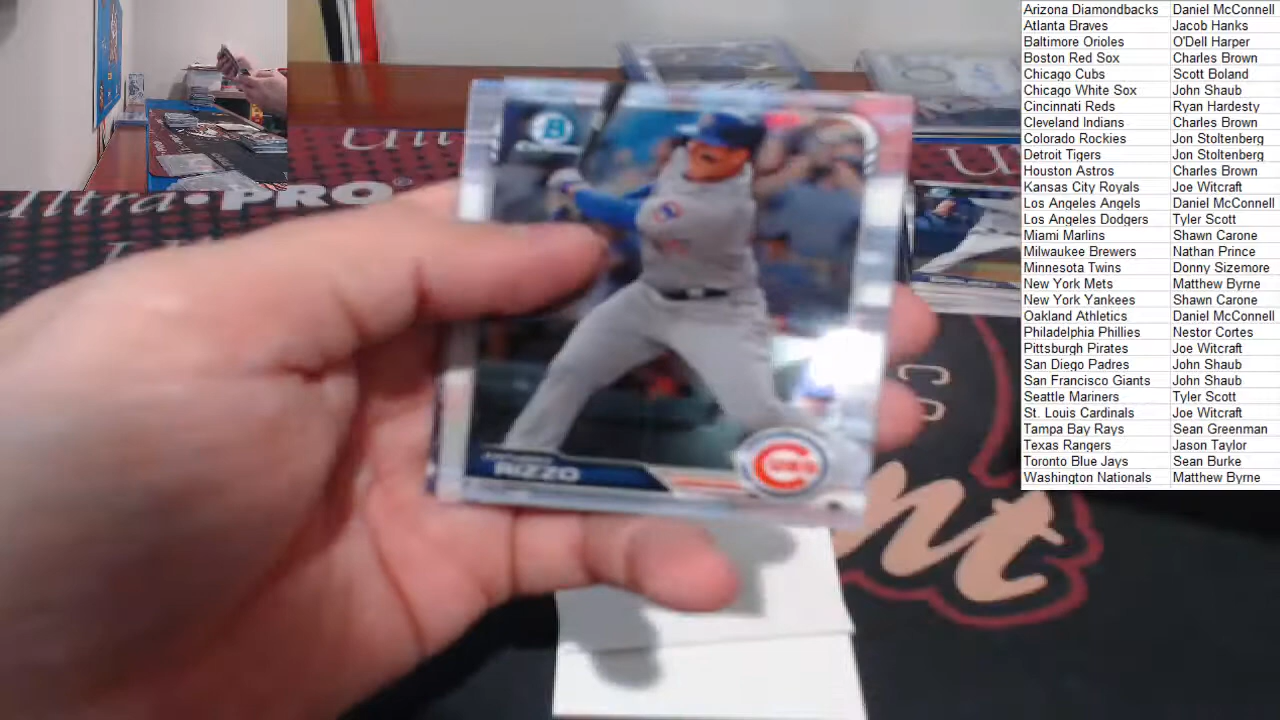 Ultra•PRO®
B
RIZZO
CUBS
Arizona Diamondbacks Daniel McConnell
Atlanta Braves Jacob Hanks
Baltimore Orioles O'Dell Harper
Boston Red Sox Charles Brown
Chicago Cubs Scott Boland
Chicago White Sox John Shaub
Cincinnati Reds Ryan Hardesty
Cleveland Indians Charles Brown
Colorado Rockies Jon Stoltenberg
Detroit Tigers Jon Stoltenberg
Houston Astros Charles Brown
Kansas City Royals Joe Witcraft
Los Angeles Angels Daniel McConnell
Los Angeles Dodgers Tyler Scott
Miami Marlins Shawn Carone
Milwaukee Brewers Nathan Prince
Minnesota Twins Donny Sizemore
New York Mets Matthew Byrne
New York Yankees Shawn Carone
Oakland Athletics Daniel McConnell
Philadelphia Phillies Nestor Cortes
Pittsburgh Pirates Joe Witcraft
San Diego Padres John Shaub
San Francisco Giants John Shaub
Seattle Mariners Tyler Scott
St. Louis Cardinals Joe Witcraft
Tampa Bay Rays Sean Greenman
Texas Rangers Jason Taylor
Toronto Blue Jays Sean Burke
Washington Nationals Matthew Byrne